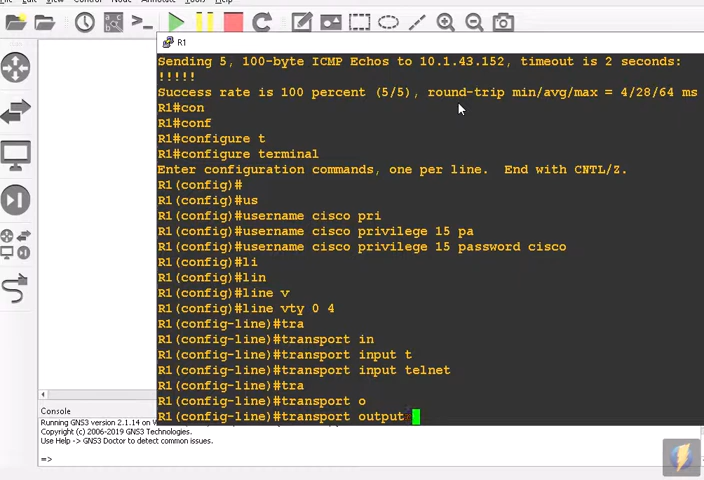 Edit View Control Node Annotate Tools Help
R1
Sending 5, 100-byte ICMP Echos to 10.1.43.152, timeout is 2 seconds:
!!!!!
Success rate is 100 percent (5/5), round-trip min/avg/max = 4/28/64 ms
R1#con
R1#conf
R1#configure t
R1#configure terminal
Enter configuration commands, one per line.  End with CNTL/Z.
R1(config)#
R1(config)#us
R1(config)#username cisco pri
R1(config)#username cisco privilege 15 pa
R1(config)#username cisco privilege 15 password cisco
R1(config)#li
R1(config)#lin
R1(config)#line v
R1(config)#line vty 0 4
R1(config-line)#tra
R1(config-line)#transport in
R1(config-line)#transport input t
R1(config-line)#transport input telnet
R1(config-line)#tra
R1(config-line)#transport o
R1(config-line)#transport output
Console
Running GNS3 version 2.1.14 on
Copyright (c) 2006-2019 GNS3 Technologies.
Use Help -> GNS3 Doctor to detect common issues.
=>